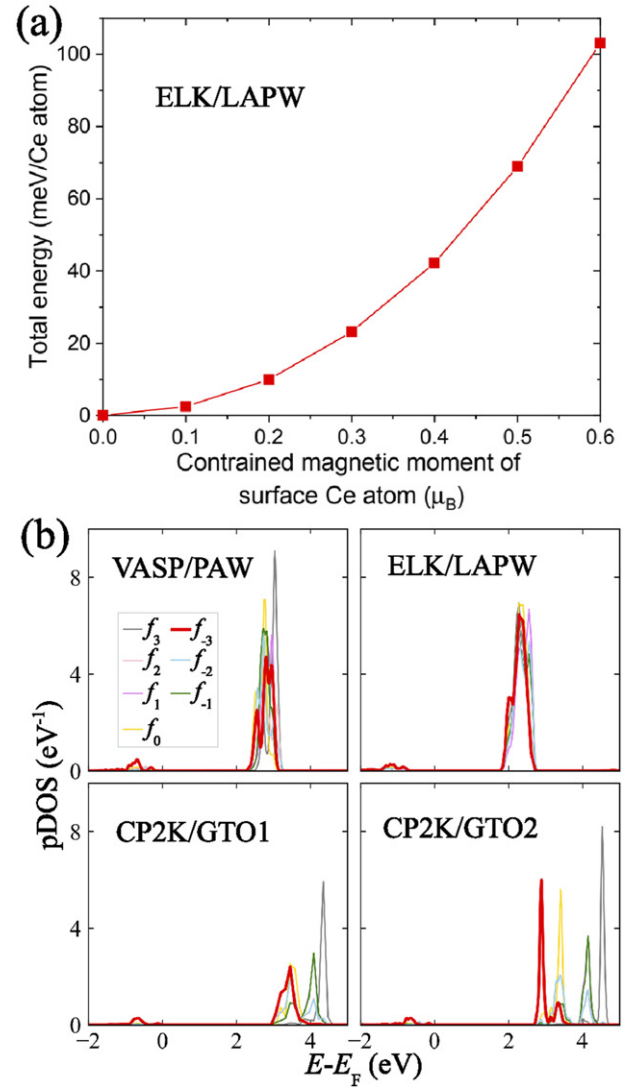 (a)
ELK/LAPW
Total energy (meV/Ce atom)
100
80
60
40
20
0
0.0 0.1 0.2 0.3 0.4 0.5 0.6
Contrained magnetic moment of
surface Ce atom (μB)
(b)
VASP/PAW
ELK/LAPW
f3 f-3
f2 f-2
f1 f-1
f0
pDOS (eV-1)
8
4
0
CP2K/GTO1
CP2K/GTO2
8
4
0
−2 0 2 4 −2 0 2 4
E-EF (eV)